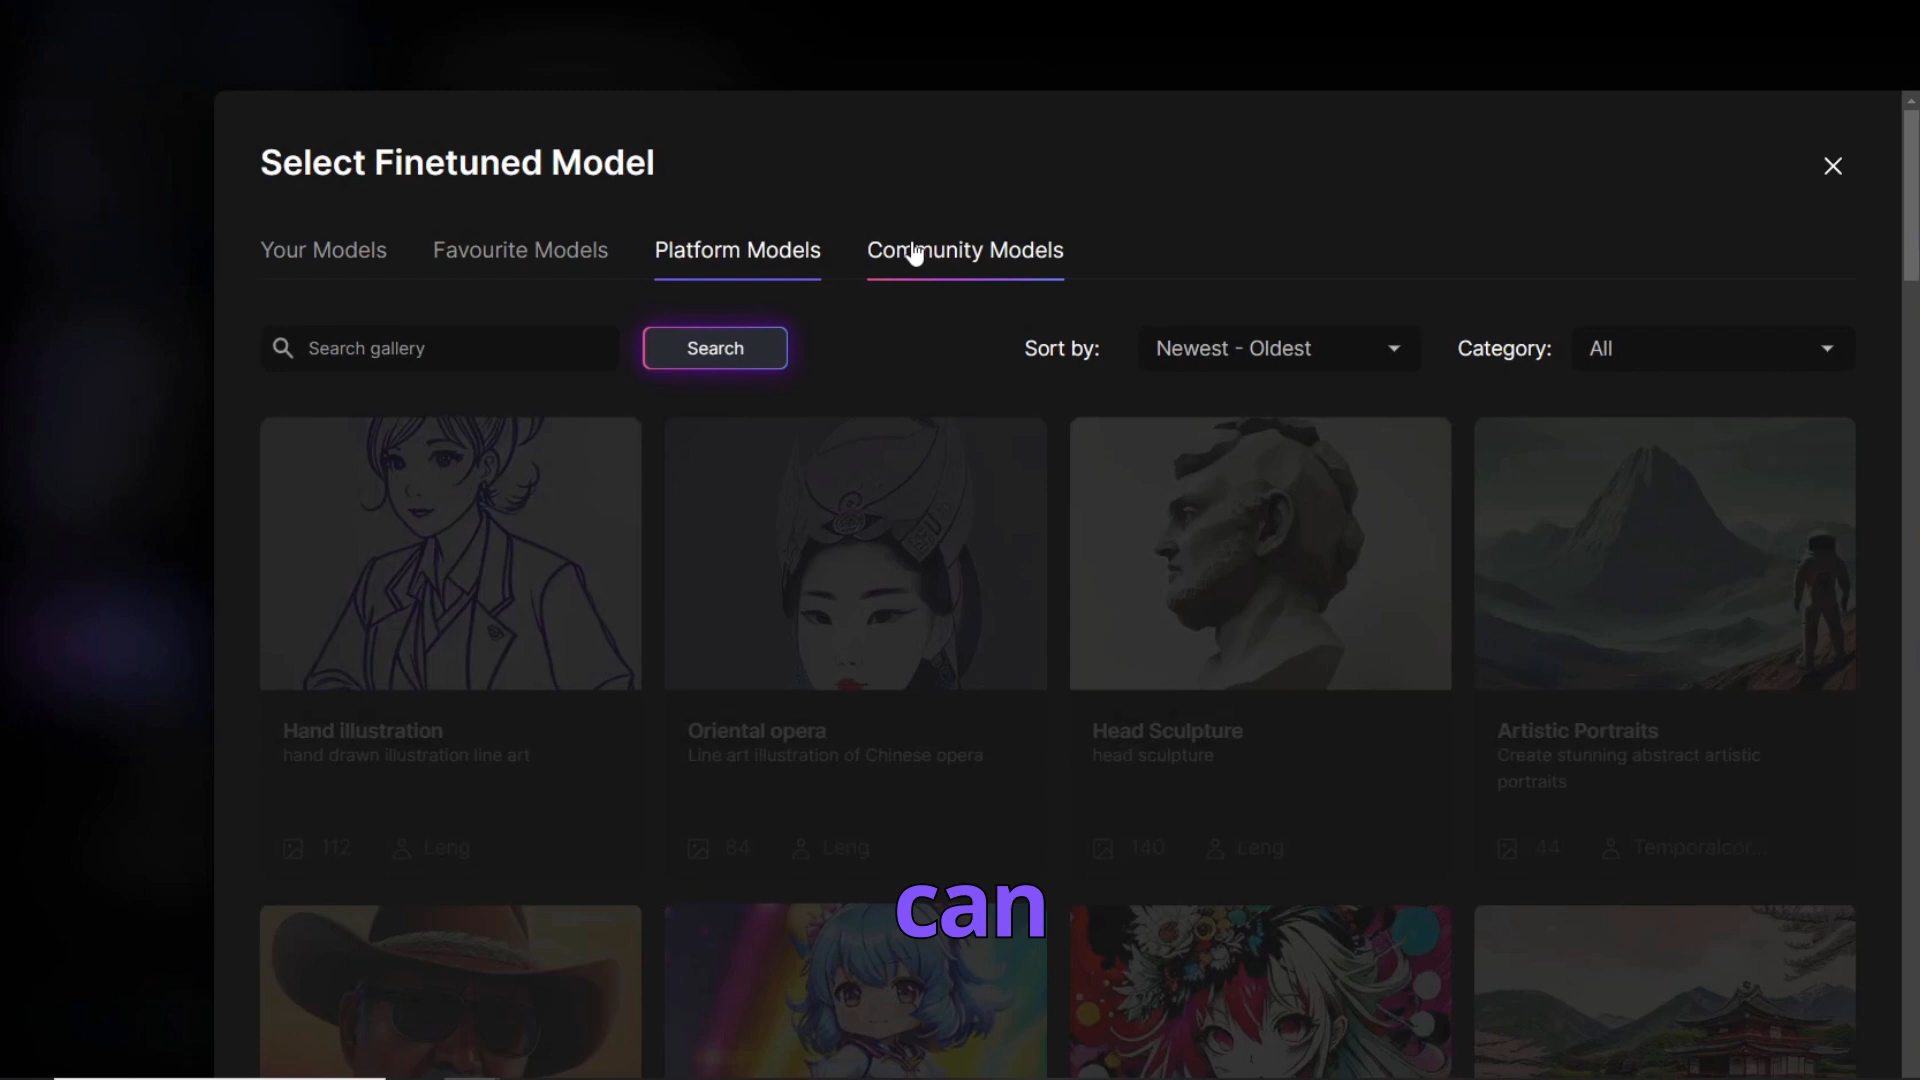 Select Finetuned Model
Your Models Favourite Models Platform Models Community Models
Search gallery Search Sort by: Newest - Oldest Category: All
Hand illustration
hand drawn illustration line art
112 Leng
Oriental opera
Line art illustration of Chinese opera
84 Leng
Head Sculpture
head sculpture
140 Leng
Artistic Portraits
Create stunning abstract artistic
portraits
44 Temporalcor...
can